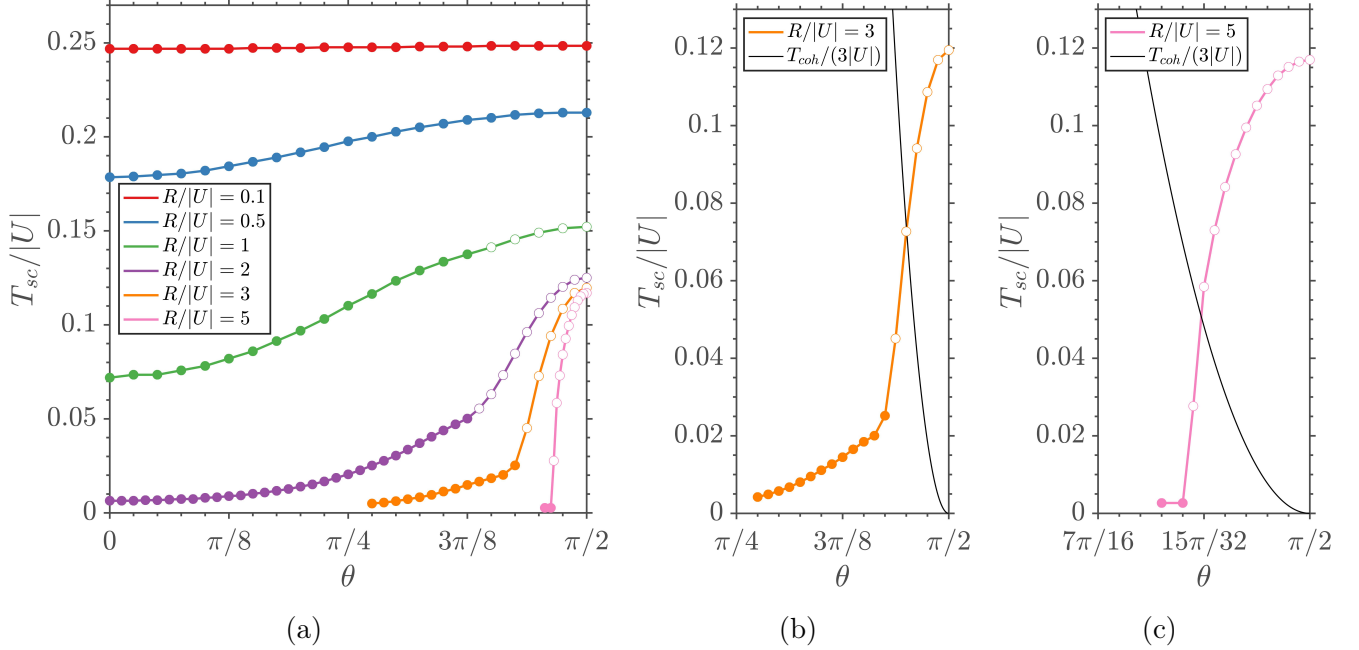 T_sc/|U|
0.25
0.2
0.15
0.1
0.05
0
R/|U| = 0.1
R/|U| = 0.5
R/|U| = 1
R/|U| = 2
R/|U| = 3
R/|U| = 5
0 π/8 π/4 3π/8 π/2
θ
(a)
T_sc/|U|
0.12
0.1
0.08
0.06
0.04
0.02
0
R/|U| = 3
T_coh/(3|U|)
π/4 3π/8 π/2
θ
(b)
T_sc/|U|
0.12
0.1
0.08
0.06
0.04
0.02
0
R/|U| = 5
T_coh/(3|U|)
7π/16 15π/32 π/2
θ
(c)